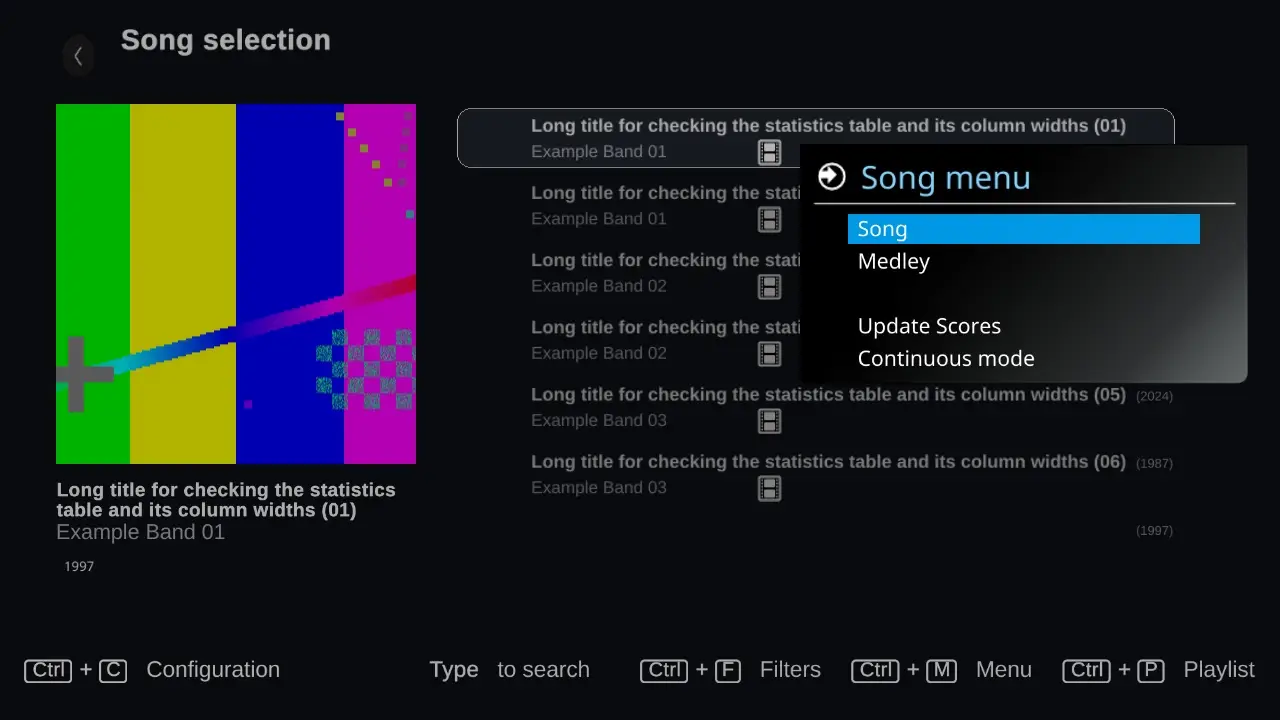 Song selection
Long title for checking the statistics table and its column widths (01)
Example Band 01
Long title for checking the stati
Example Band 01
Long title for checking the stati
Example Band 02
Long title for checking the stati
Example Band 02
Long title for checking the statistics table and its column widths (05) (2024)
Example Band 03
Long title for checking the statistics table and its column widths (06) (1987)
Example Band 03
(1997)
Song menu
Song
Medley
Update Scores
Continuous mode
Long title for checking the statistics
table and its column widths (01)
Example Band 01
1997
Ctrl + C Configuration Type to search Ctrl + F Filters Ctrl + M Menu Ctrl + P Playlist